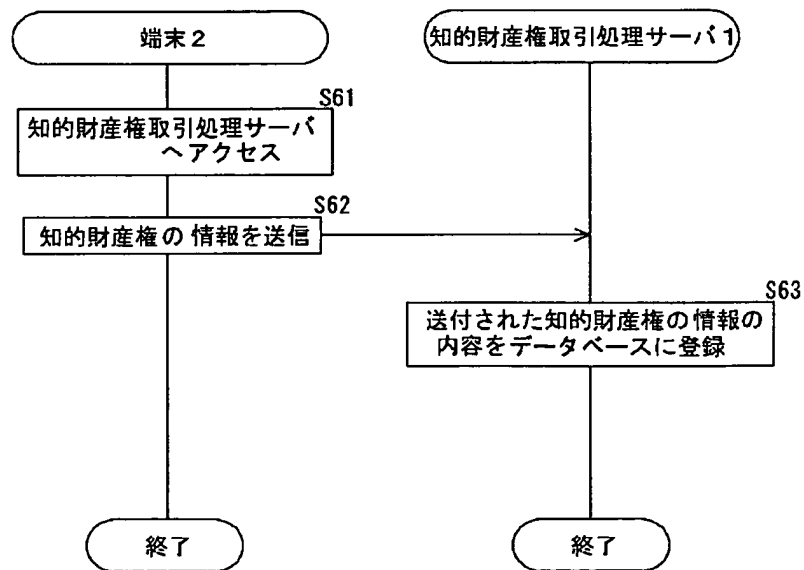 端末2
知的財産権取引処理サーバ1
S61
知的財産権取引処理サーバ
へアクセス
S62
知的財産権の情報を送信
S63
送付された知的財産権の情報の
内容をデータベースに登録
終了
終了